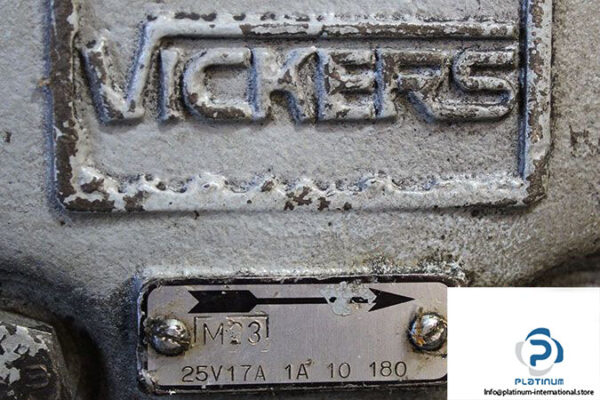 VICKERS
M23
25V17A 1A 10 180
PLATINUM
Info@platinum-international.store